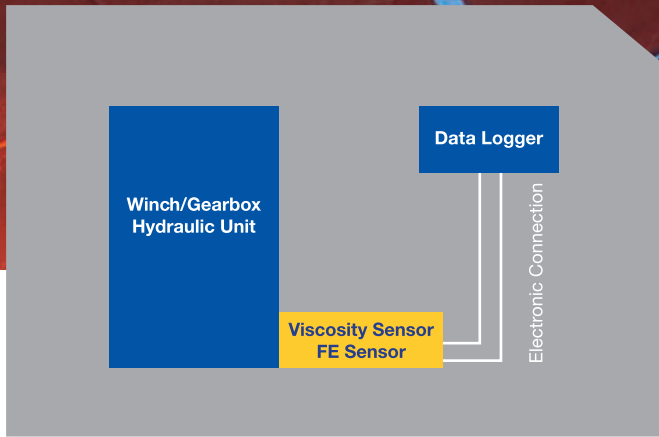 Data Logger
Winch/Gearbox
Hydraulic Unit
Electronic Connection
Viscosity Sensor
FE Sensor